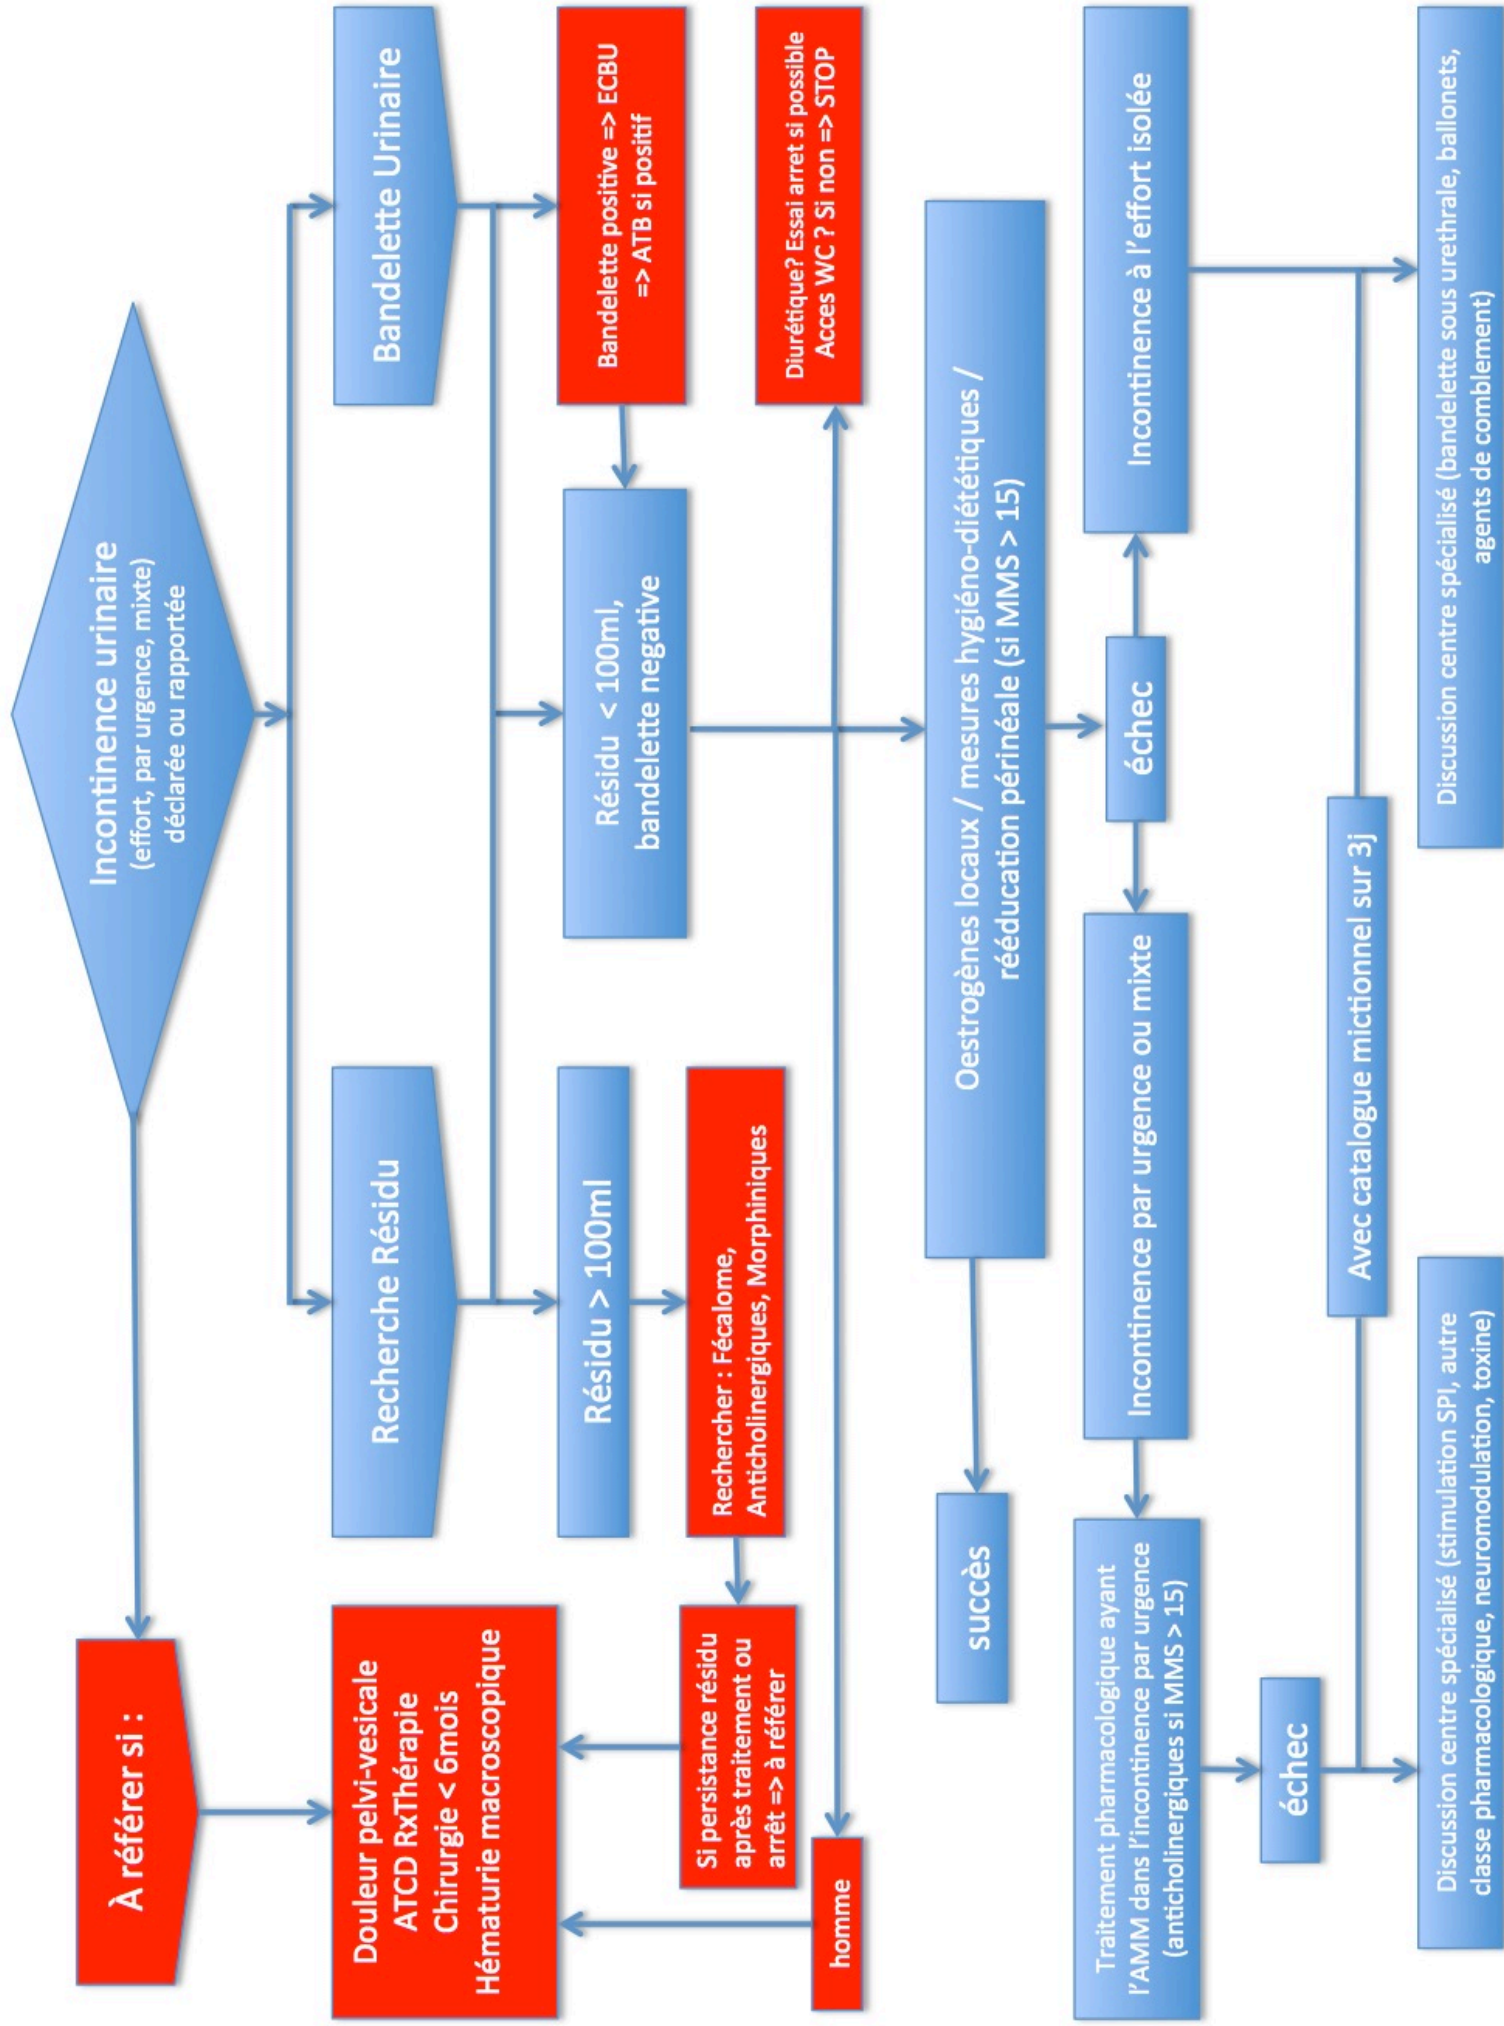 Incontinence urinaire
(effort, par urgence, mixte)
déclarée ou rapportée
À référer si :
Recherche Résidu
Bandelette Urinaire
Douleur pelvi-vesicale
ATCD RxThérapie
Chirurgie < 6mois
Hématurie macroscopique
Résidu > 100ml
Résidu < 100ml,
bandelette negative
Bandelette positive => ECBU
=> ATB si positif
Rechercher : Fécalome,
Anticholinergiques, Morphiniques
Si persistance résidu
après traitement ou
arrêt => à référer
homme
Diurétique? Essai arret si possible
Acces WC ? Si non => STOP
Oestrogènes locaux / mesures hygiéno-diététiques /
rééducation périnéale (si MMS > 15)
succès
échec
Traitement pharmacologique ayant
l'AMM dans l'incontinence par urgence
(anticholinergiques si MMS > 15)
Incontinence par urgence ou mixte
Incontinence à l'effort isolée
échec
Avec catalogue mictionnel sur 3j
Discussion centre spécialisé (stimulation SPI, autre
classe pharmacologique, neuromodulation, toxine)
Discussion centre spécialisé (bandelette sous urethrale, ballonets,
agents de comblement)